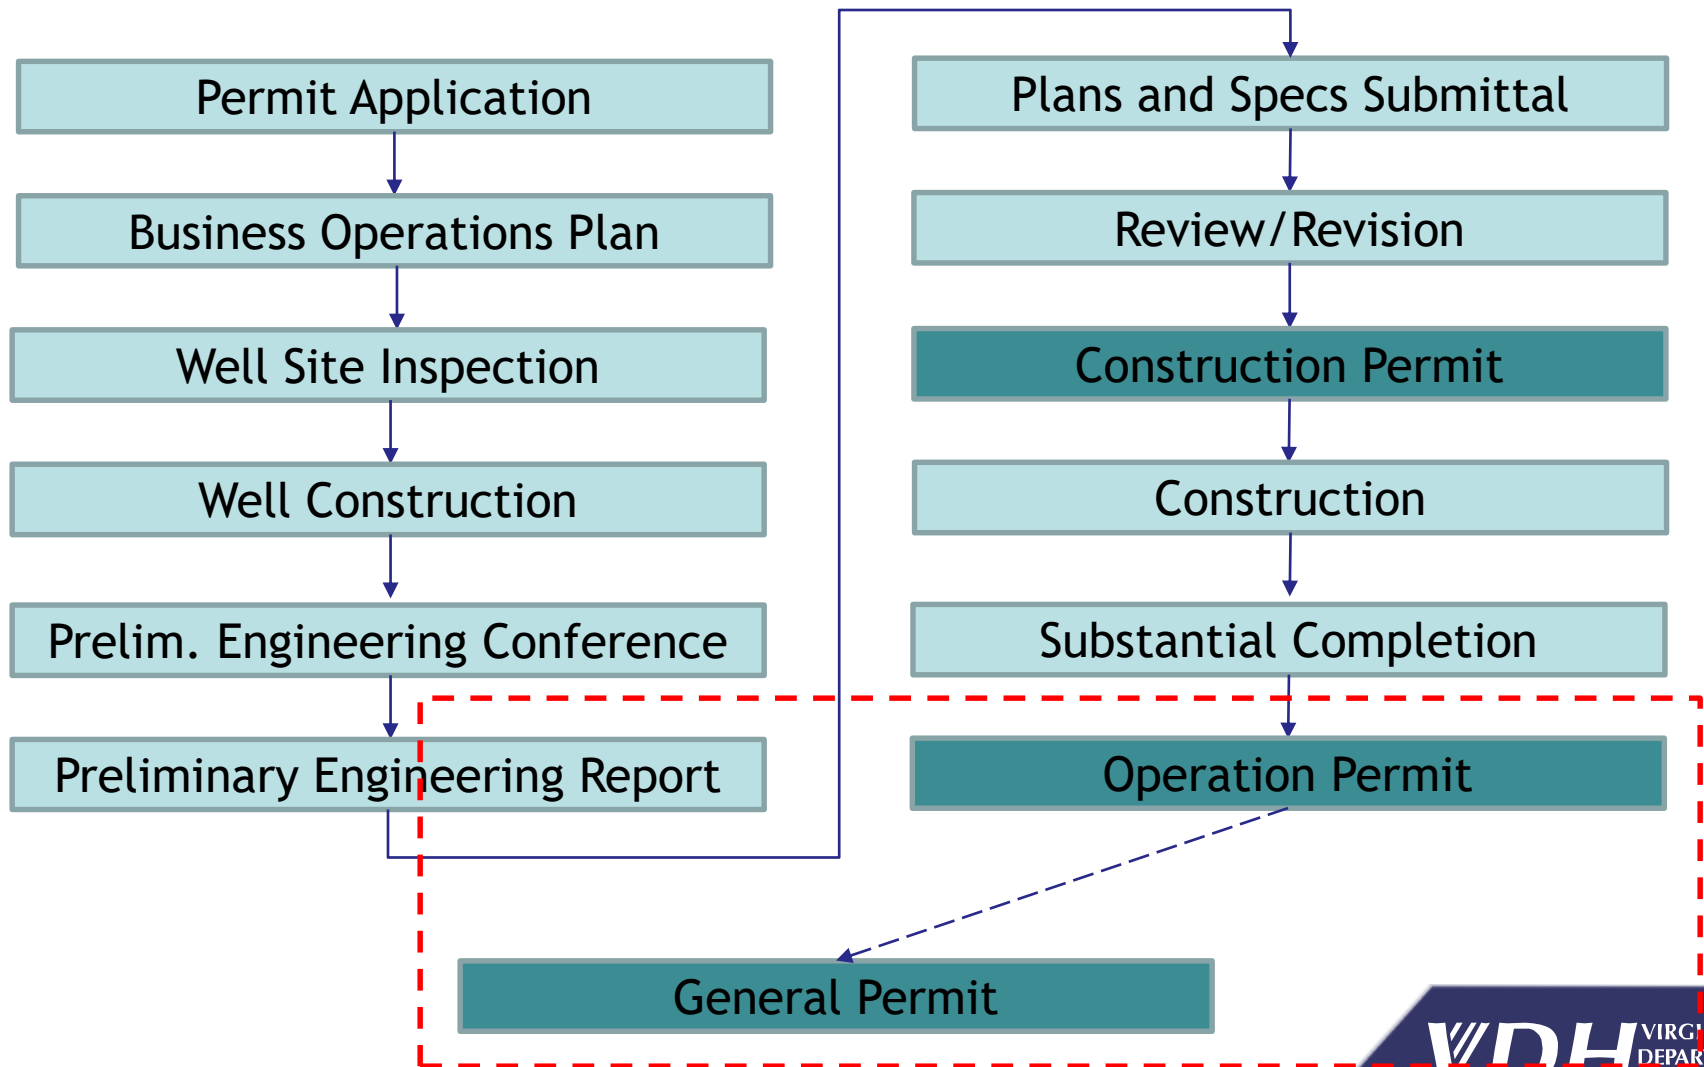 Permit Application
Business Operations Plan
Well Site Inspection
Well Construction
Prelim. Engineering Conference
Preliminary Engineering Report
Plans and Specs Submittal
Review/Revision
Construction Permit
Construction
Substantial Completion
Operation Permit
General Permit
VDH